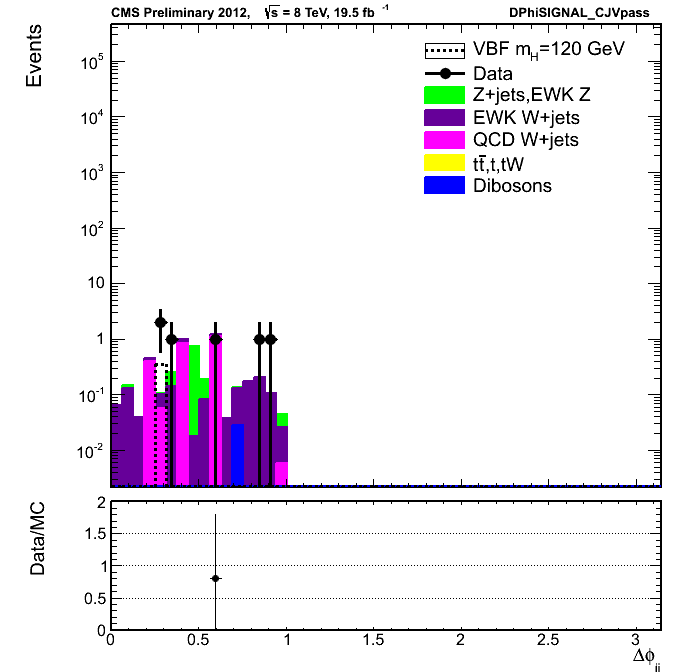 CMS Preliminary 2012, √s = 8 TeV, 19.5 fb⁻¹ DPhiSIGNAL_CJVpass
Events
VBF m_H=120 GeV
Data
Z+jets,EWK Z
EWK W+jets
QCD W+jets
tt̄,t,tW
Dibosons
10⁵
10⁴
10³
10²
10
1
10⁻¹
10⁻²
Data/MC
2
1.5
1
0.5
0
0 0.5 1 1.5 2 2.5 3
Δϕ_jj